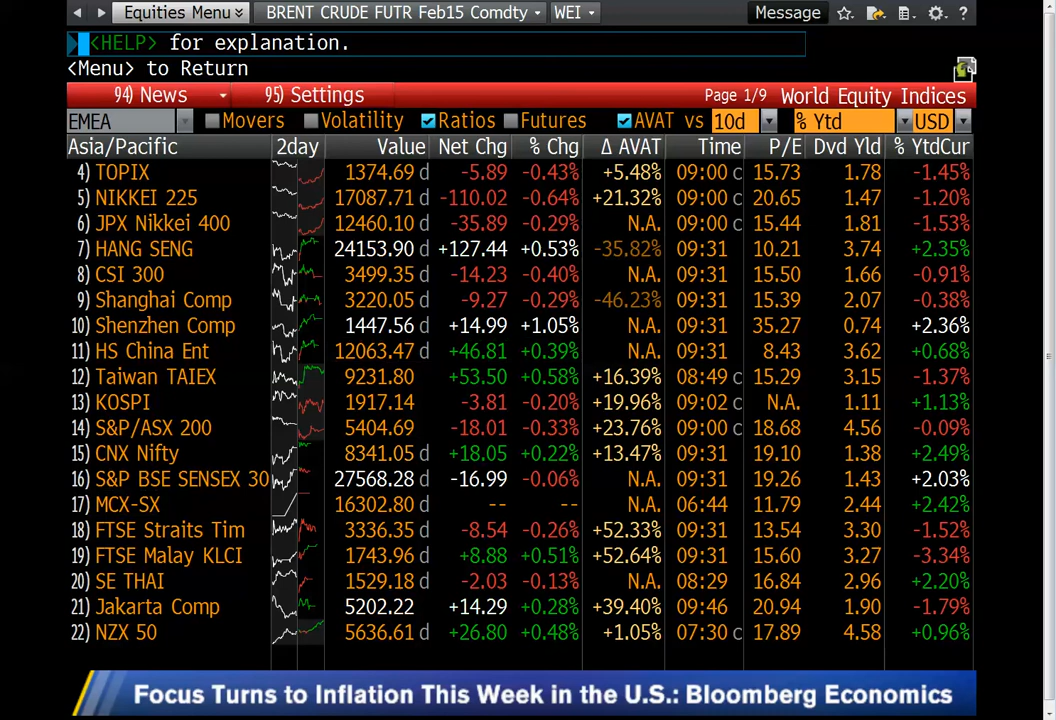 Equities Menu BRENT CRUDE FUTR Feb15 Comdty WEI Message ?
<HELP> for explanation.
<Menu> to Return
94) News 95) Settings Page 1/9 World Equity Indices
EMEA Movers Volatility Ratios Futures AVAT vs 10d % Ytd USD
Asia/Pacific 2day Value Net Chg % Chg Δ AVAT Time P/E Dvd Yld % YtdCur
4) TOPIX 1374.69 d -5.89 -0.43% +5.48% 09:00 c 15.73 1.78 -1.45%
5) NIKKEI 225 17087.71 d -110.02 -0.64% +21.32% 09:00 c 20.65 1.47 -1.20%
6) JPX Nikkei 400 12460.10 d -35.89 -0.29% N.A. 09:00 c 15.44 1.81 -1.53%
7) HANG SENG 24153.90 d +127.44 +0.53% -35.82% 09:31 10.21 3.74 +2.35%
8) CSI 300 3499.35 d -14.23 -0.40% N.A. 09:31 15.50 1.66 -0.91%
9) Shanghai Comp 3220.05 d -9.27 -0.29% -46.23% 09:31 15.39 2.07 -0.38%
10) Shenzhen Comp 1447.56 d +14.99 +1.05% N.A. 09:31 35.27 0.74 +2.36%
11) HS China Ent 12063.47 d +46.81 +0.39% N.A. 09:31 8.43 3.62 +0.68%
12) Taiwan TAIEX 9231.80 +53.50 +0.58% +16.39% 08:49 c 15.29 3.15 -1.37%
13) KOSPI 1917.14 -3.81 -0.20% +19.96% 09:02 c N.A. 1.11 +1.13%
14) S&P/ASX 200 5404.69 -18.01 -0.33% +23.76% 09:00 c 18.68 4.56 -0.09%
15) CNX Nifty 8341.05 d +18.05 +0.22% +13.47% 09:31 19.10 1.38 +2.49%
16) S&P BSE SENSEX 30 27568.28 d -16.99 -0.06% N.A. 09:31 19.26 1.43 +2.03%
17) MCX-SX 16302.80 d -- -- N.A. 06:44 11.79 2.44 +2.42%
18) FTSE Straits Tim 3336.35 d -8.54 -0.26% +52.33% 09:31 13.54 3.30 -1.52%
19) FTSE Malay KLCI 1743.96 d +8.88 +0.51% +52.64% 09:31 15.60 3.27 -3.34%
20) SE THAI 1529.18 d -2.03 -0.13% N.A. 08:29 16.84 2.96 +2.20%
21) Jakarta Comp 5202.22 +14.29 +0.28% +39.40% 09:46 20.94 1.90 -1.79%
22) NZX 50 5636.61 d +26.80 +0.48% +1.05% 07:30 c 17.89 4.58 +0.96%
Focus Turns to Inflation This Week in the U.S.: Bloomberg Economics